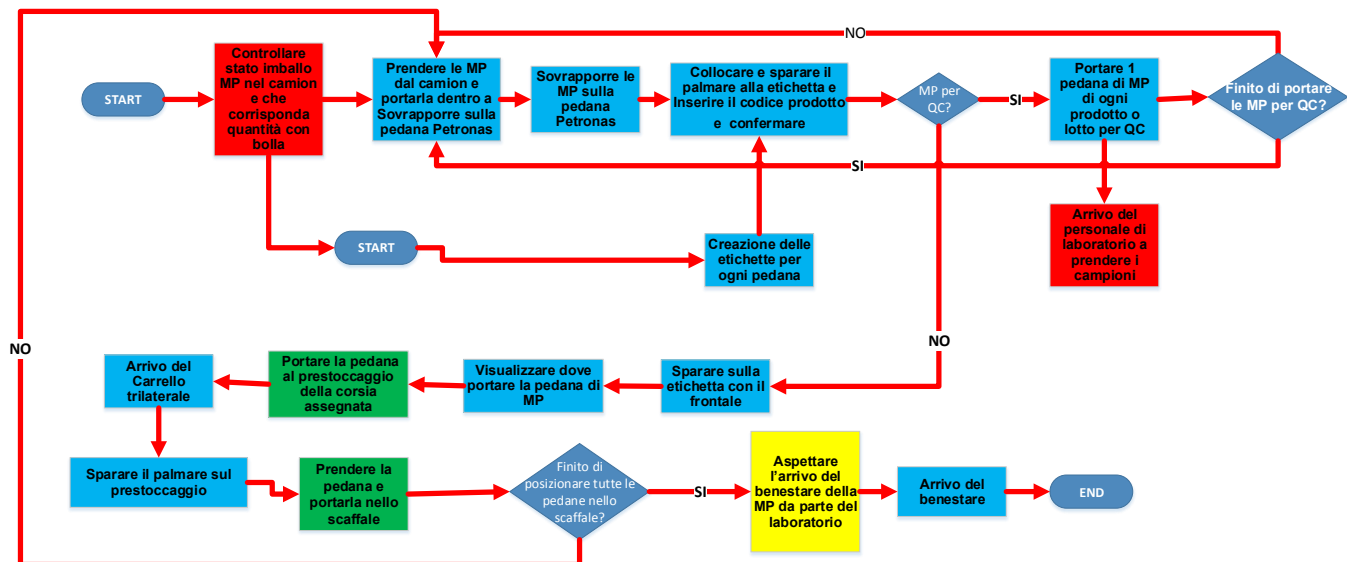 NO
START
Controllare
stato imballo
MP nel camion
e che
corrisponda
quantità con
bolla
Prendere le MP
dal camion e
portarla dentro a
Sovrapporre sulla
pedana Petronas
Sovrapporre le
MP sulla
pedana
Petronas
Collocare e sparare il
palmare alla etichetta e
Inserire il codice prodotto
e confermare
MP per
QC?
SI
Portare 1
pedana di MP
di ogni
prodotto o
lotto per QC
Finito di portare
le MP per QC?
SI
START
Creazione delle
etichette per
ogni pedana
Arrivo del
personale di
laboratorio a
prendere i
campioni
NO
NO
Arrivo del
Carrello
trilaterale
Portare la pedana
al prestoccaggio
della corsia
assegnata
Visualizzare dove
portare la pedana di
MP
Sparare sulla
etichetta con il
frontale
Sparare il palmare sul
prestoccaggio
Prendere la
pedana e
portarla nello
scaffale
Finito di
posizionare tutte le
pedane nello
scaffale?
SI
Aspettare
l'arrivo del
benestare della
MP da parte del
laboratorio
Arrivo del
benestare
END